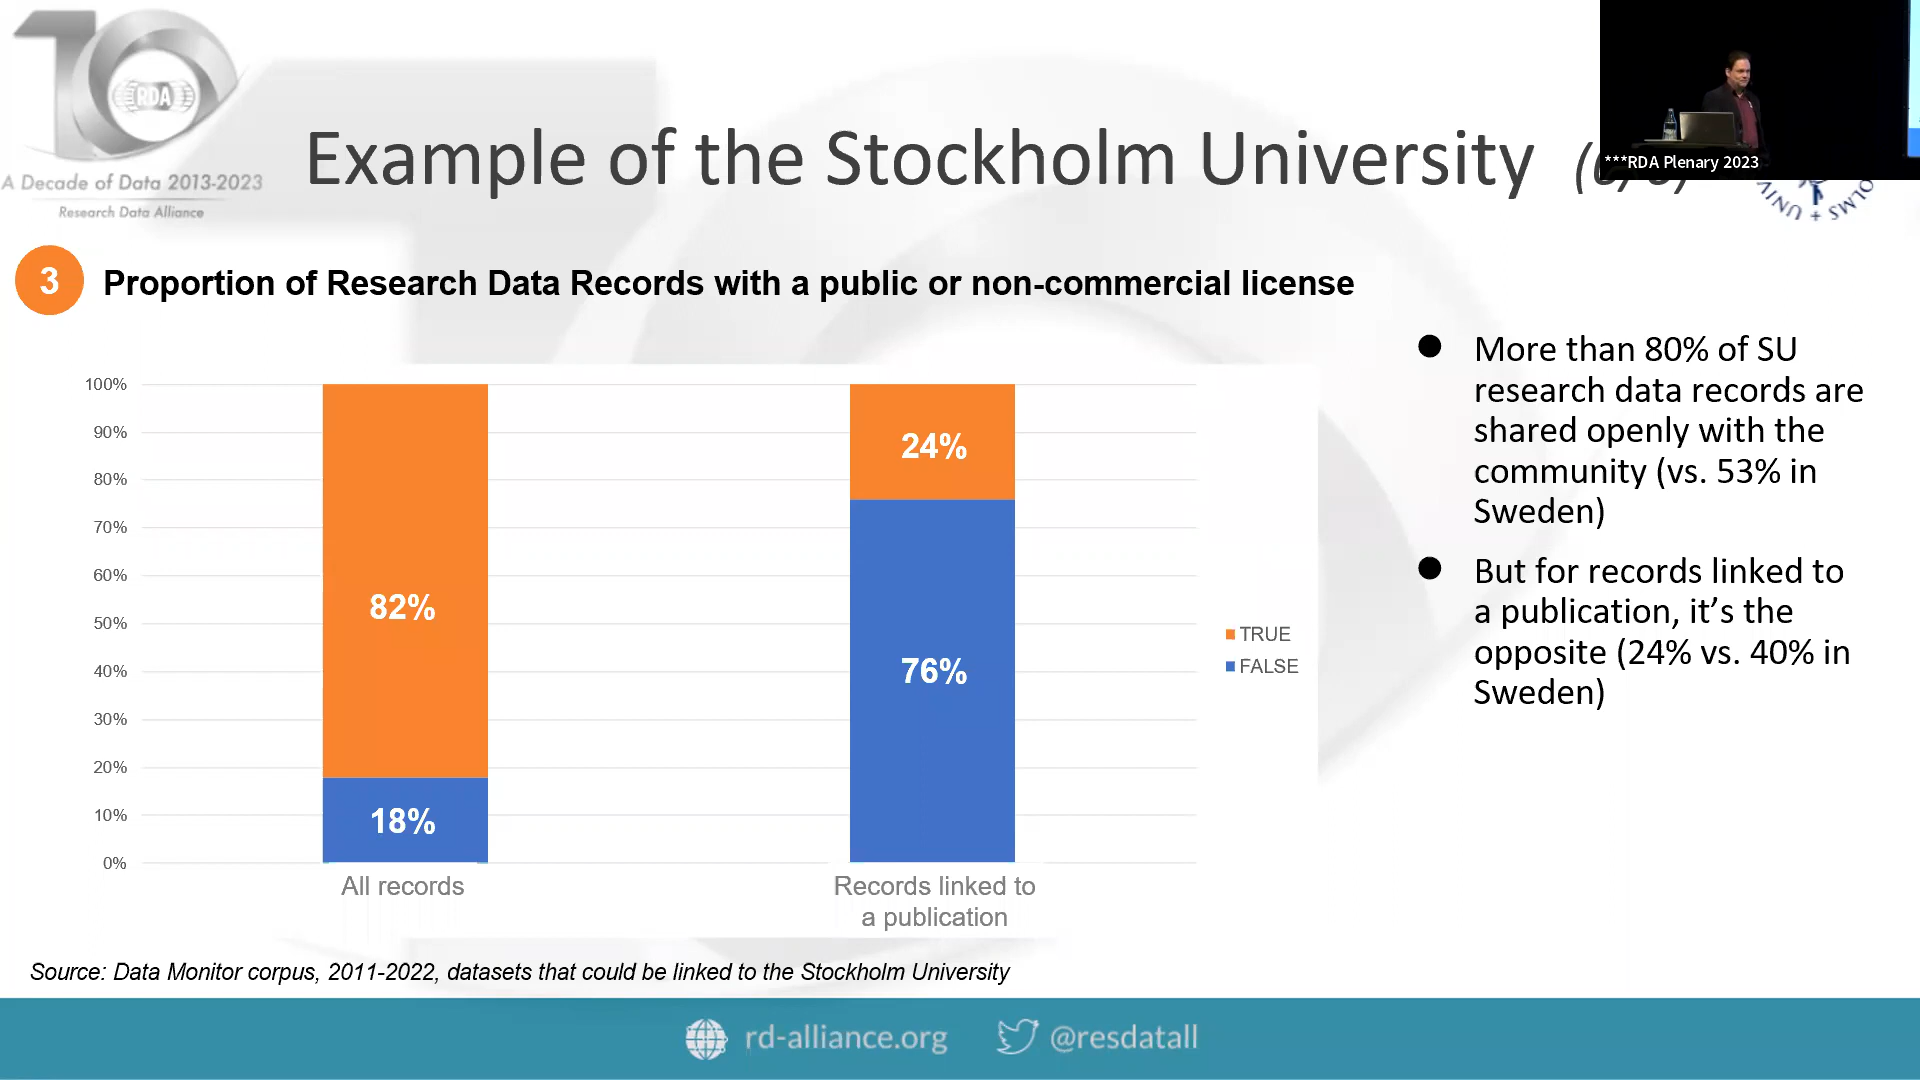 RDA
A Decade of Data 2013-2023
Research Data Alliance
Example of the Stockholm University
***RDA Plenary 2023
UNIV + OLMS
3
Proportion of Research Data Records with a public or non-commercial license
100%
90%
80%
70%
60%
50%
40%
30%
20%
10%
0%
82%
18%
24%
76%
All records
Records linked to
a publication
TRUE
FALSE
More than 80% of SU
research data records are
shared openly with the
community (vs. 53% in
Sweden)
But for records linked to
a publication, it’s the
opposite (24% vs. 40% in
Sweden)
Source: Data Monitor corpus, 2011-2022, datasets that could be linked to the Stockholm University
rd-alliance.org
@resdatall